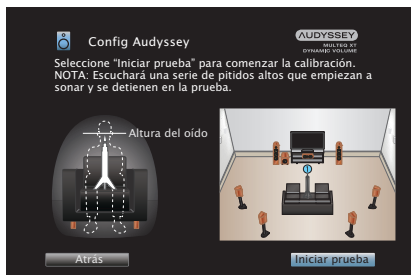 Config Audyssey
AUDYSSEY
MULTEQ XT
DYNAMIC VOLUME
Seleccione “Iniciar prueba” para comenzar la calibración.
NOTA: Escuchará una serie de pitidos altos que empiezan a
sonar y se detienen en la prueba.
Altura del oído
Atrás
Iniciar prueba